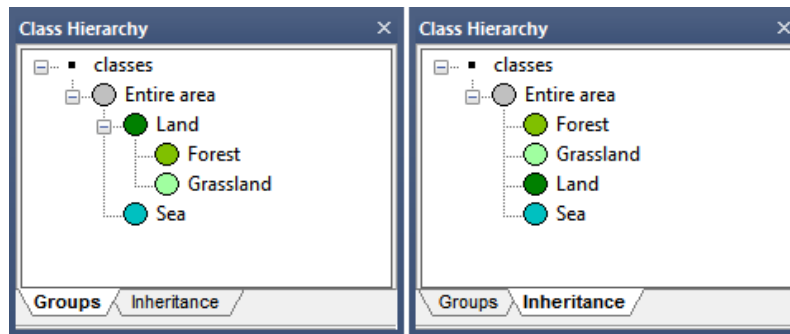 Class Hierarchy
classes
Entire area
Land
Forest
Grassland
Sea
Groups Inheritance
Class Hierarchy
classes
Entire area
Forest
Grassland
Land
Sea
Groups Inheritance